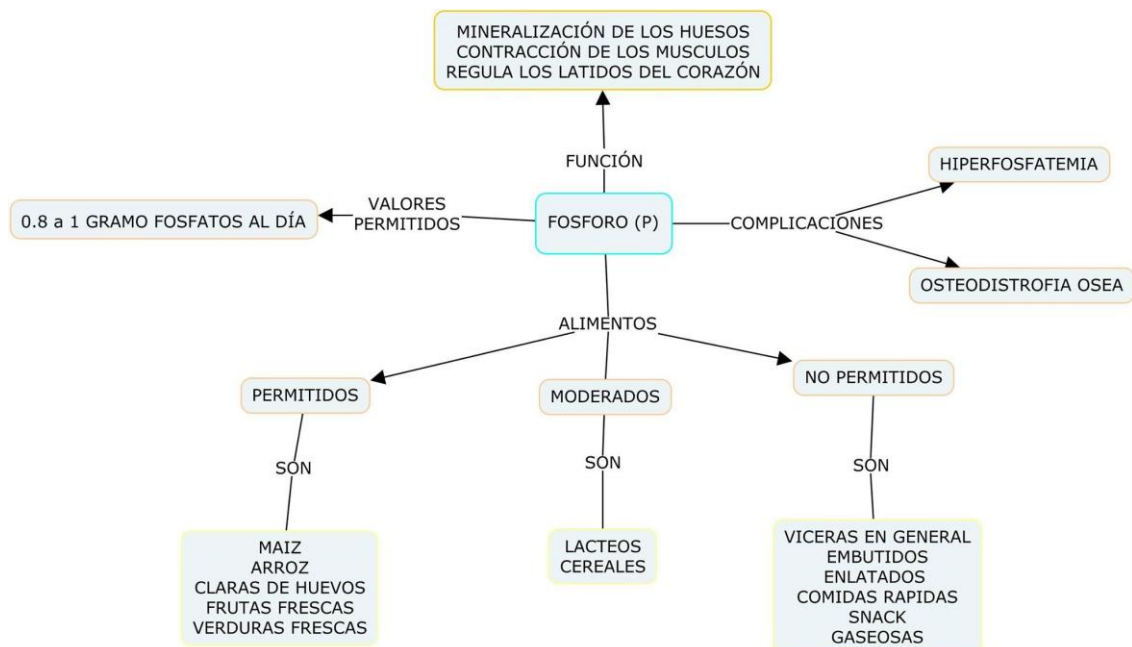 MINERALIZACIÓN DE LOS HUESOS
CONTRACCIÓN DE LOS MUSCULOS
REGULA LOS LATIDOS DEL CORAZÓN
FUNCIÓN
HIPERFOSFATEMIA
0.8 a 1 GRAMO FOSFATOS AL DÍA
VALORES
PERMITIDOS
FOSFORO (P)
COMPLICACIONES
OSTEODISTROFIA OSEA
ALIMENTOS
PERMITIDOS
MODERADOS
NO PERMITIDOS
SON
SON
SON
MAIZ
ARROZ
CLARAS DE HUEVOS
FRUTAS FRESCAS
VERDURAS FRESCAS
LACTEOS
CEREALES
VICERAS EN GENERAL
EMBUTIDOS
ENLATADOS
COMIDAS RAPIDAS
SNACK
GASEOSAS